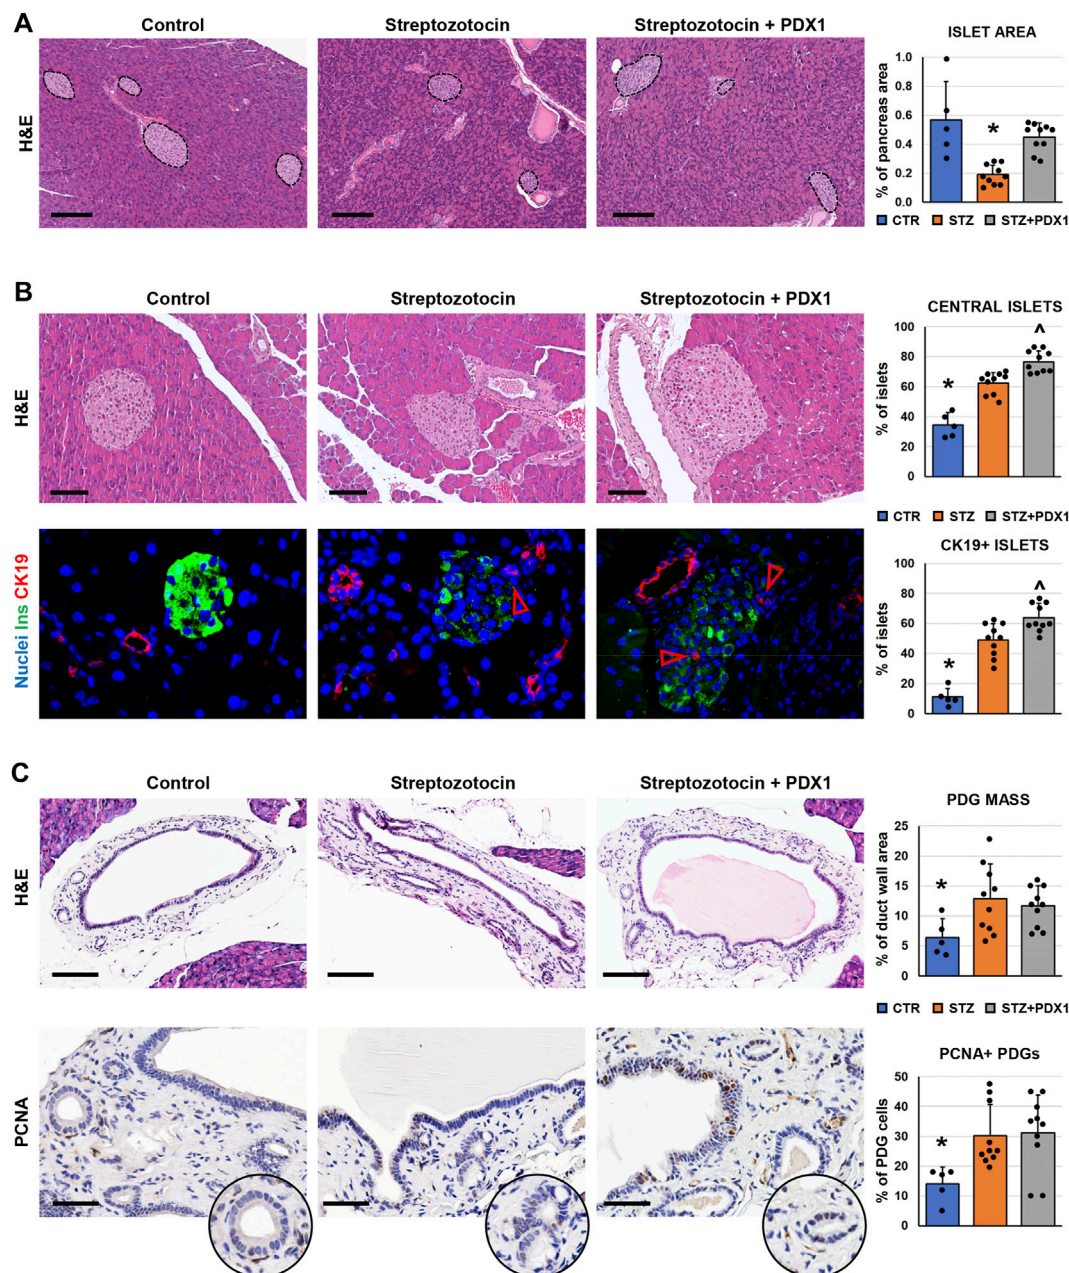 A
Control
Streptozotocin
Streptozotocin + PDX1
H&E
ISLET AREA
% of pancreas area
1.0
0.8
0.6
0.4
0.2
0.0
*
CTR STZ STZ+PDX1
B
Control
Streptozotocin
Streptozotocin + PDX1
H&E
CENTRAL ISLETS
% of islets
100
80
60
40
20
0
*
^
CTR STZ STZ+PDX1
Nuclei Ins CK19
CK19+ ISLETS
% of islets
100
80
60
40
20
0
*
^
C
Control
Streptozotocin
Streptozotocin + PDX1
H&E
PDG MASS
% of duct wall area
25
20
15
10
5
0
*
CTR STZ STZ+PDX1
PCNA
PCNA+ PDGs
% of PDG cells
50
40
30
20
10
0
*